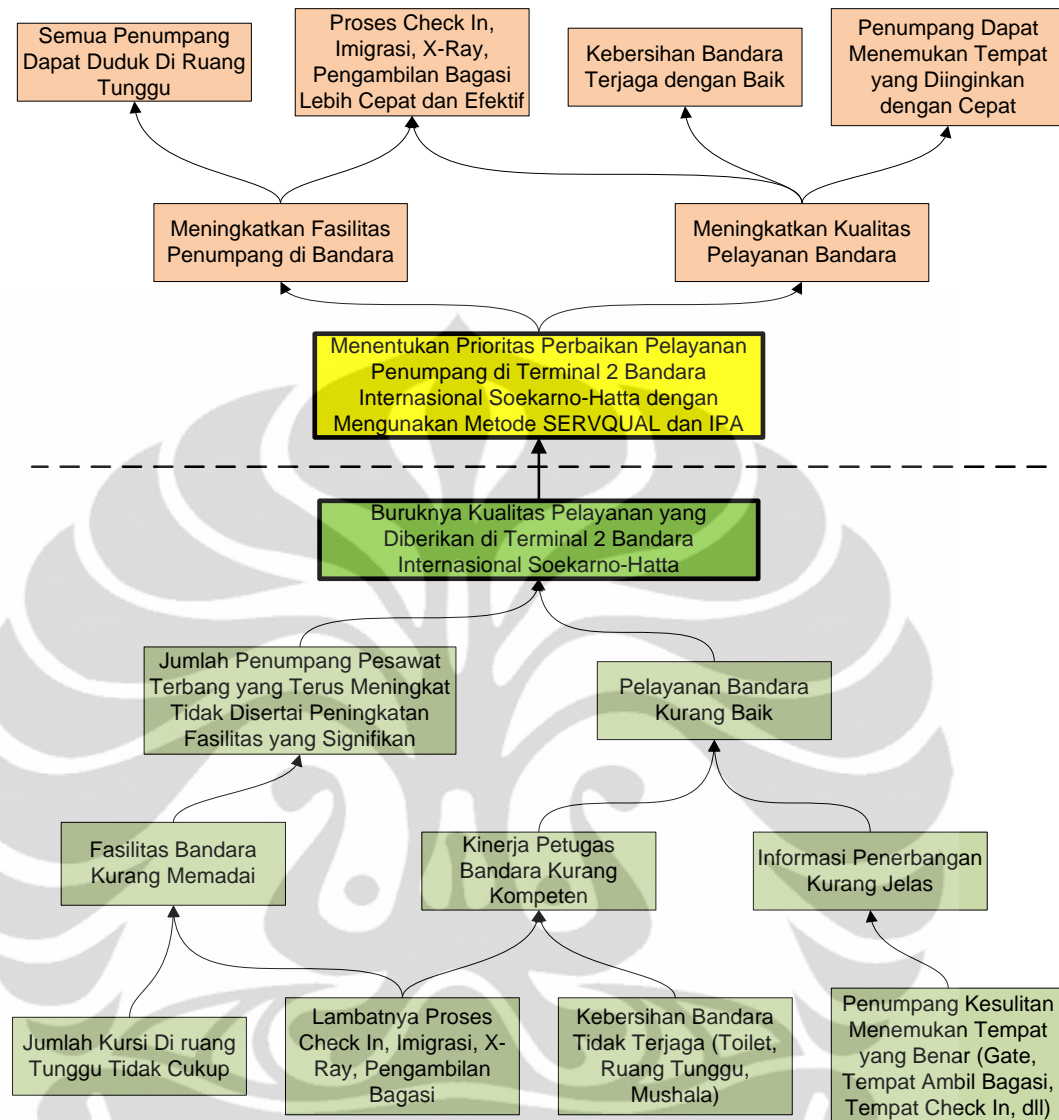 Semua Penumpang
Dapat Duduk Di Ruang
Tunggu
Proses Check In,
Imigrasi, X-Ray,
Pengambilan Bagasi
Lebih Cepat dan Efektif
Kebersihan Bandara
Terjaga dengan Baik
Penumpang Dapat
Menemukan Tempat
yang Diinginkan
dengan Cepat
Meningkatkan Fasilitas
Penumpang di Bandara
Meningkatkan Kualitas
Pelayanan Bandara
Menentukan Prioritas Perbaikan Pelayanan
Penumpang di Terminal 2 Bandara
Internasional Soekarno-Hatta dengan
Mengunakan Metode SERVQUAL dan IPA
Buruknya Kualitas Pelayanan yang
Diberikan di Terminal 2 Bandara
Internasional Soekarno-Hatta
Jumlah Penumpang Pesawat
Terbang yang Terus Meningkat
Tidak Disertai Peningkatan
Fasilitas yang Signifikan
Pelayanan Bandara
Kurang Baik
Fasilitas Bandara
Kurang Memadai
Kinerja Petugas
Bandara Kurang
Kompeten
Informasi Penerbangan
Kurang Jelas
Jumlah Kursi Di ruang
Tunggu Tidak Cukup
Lambatnya Proses
Check In, Imigrasi, X-
Ray, Pengambilan
Bagasi
Kebersihan Bandara
Tidak Terjaga (Toilet,
Ruang Tunggu,
Mushala)
Penumpang Kesulitan
Menemukan Tempat
yang Benar (Gate,
Tempat Ambil Bagasi,
Tempat Check In, dll)